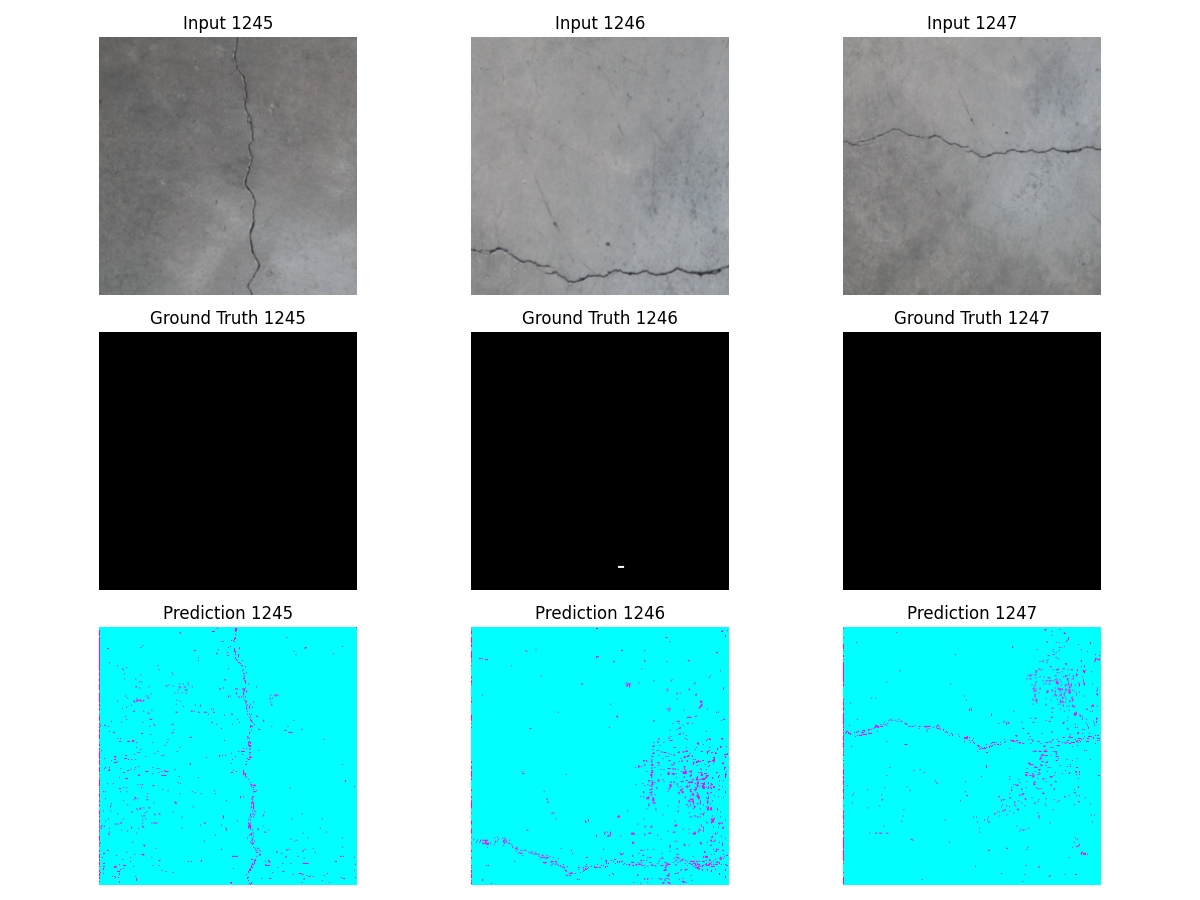 Input 1245
Input 1246
Input 1247
Ground Truth 1245
Ground Truth 1246
Ground Truth 1247
Prediction 1245
Prediction 1246
Prediction 1247